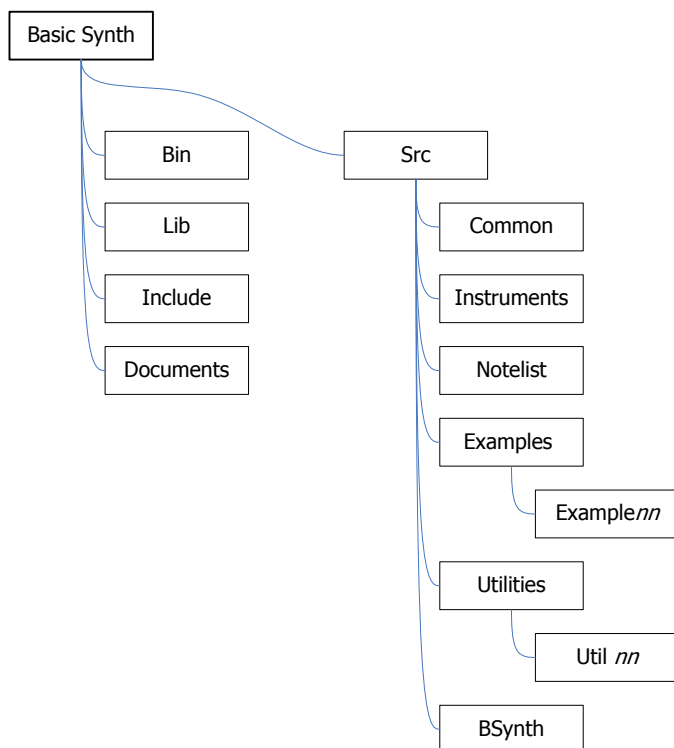 Basic Synth
Bin
Src
Lib
Common
Include
Instruments
Documents
Notelist
Examples
Examplenn
Utilities
Util nn
BSynth